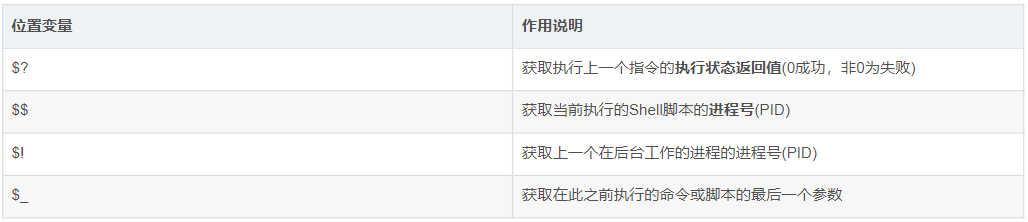 位置变量 作用说明
$? 获取执行上一个指令的执行状态返回值(0成功，非0为失败)
$$ 获取当前执行的Shell脚本的进程号(PID)
$! 获取上一个在后台工作的进程的进程号(PID)
$_ 获取在此之前执行的命令或脚本的最后一个参数